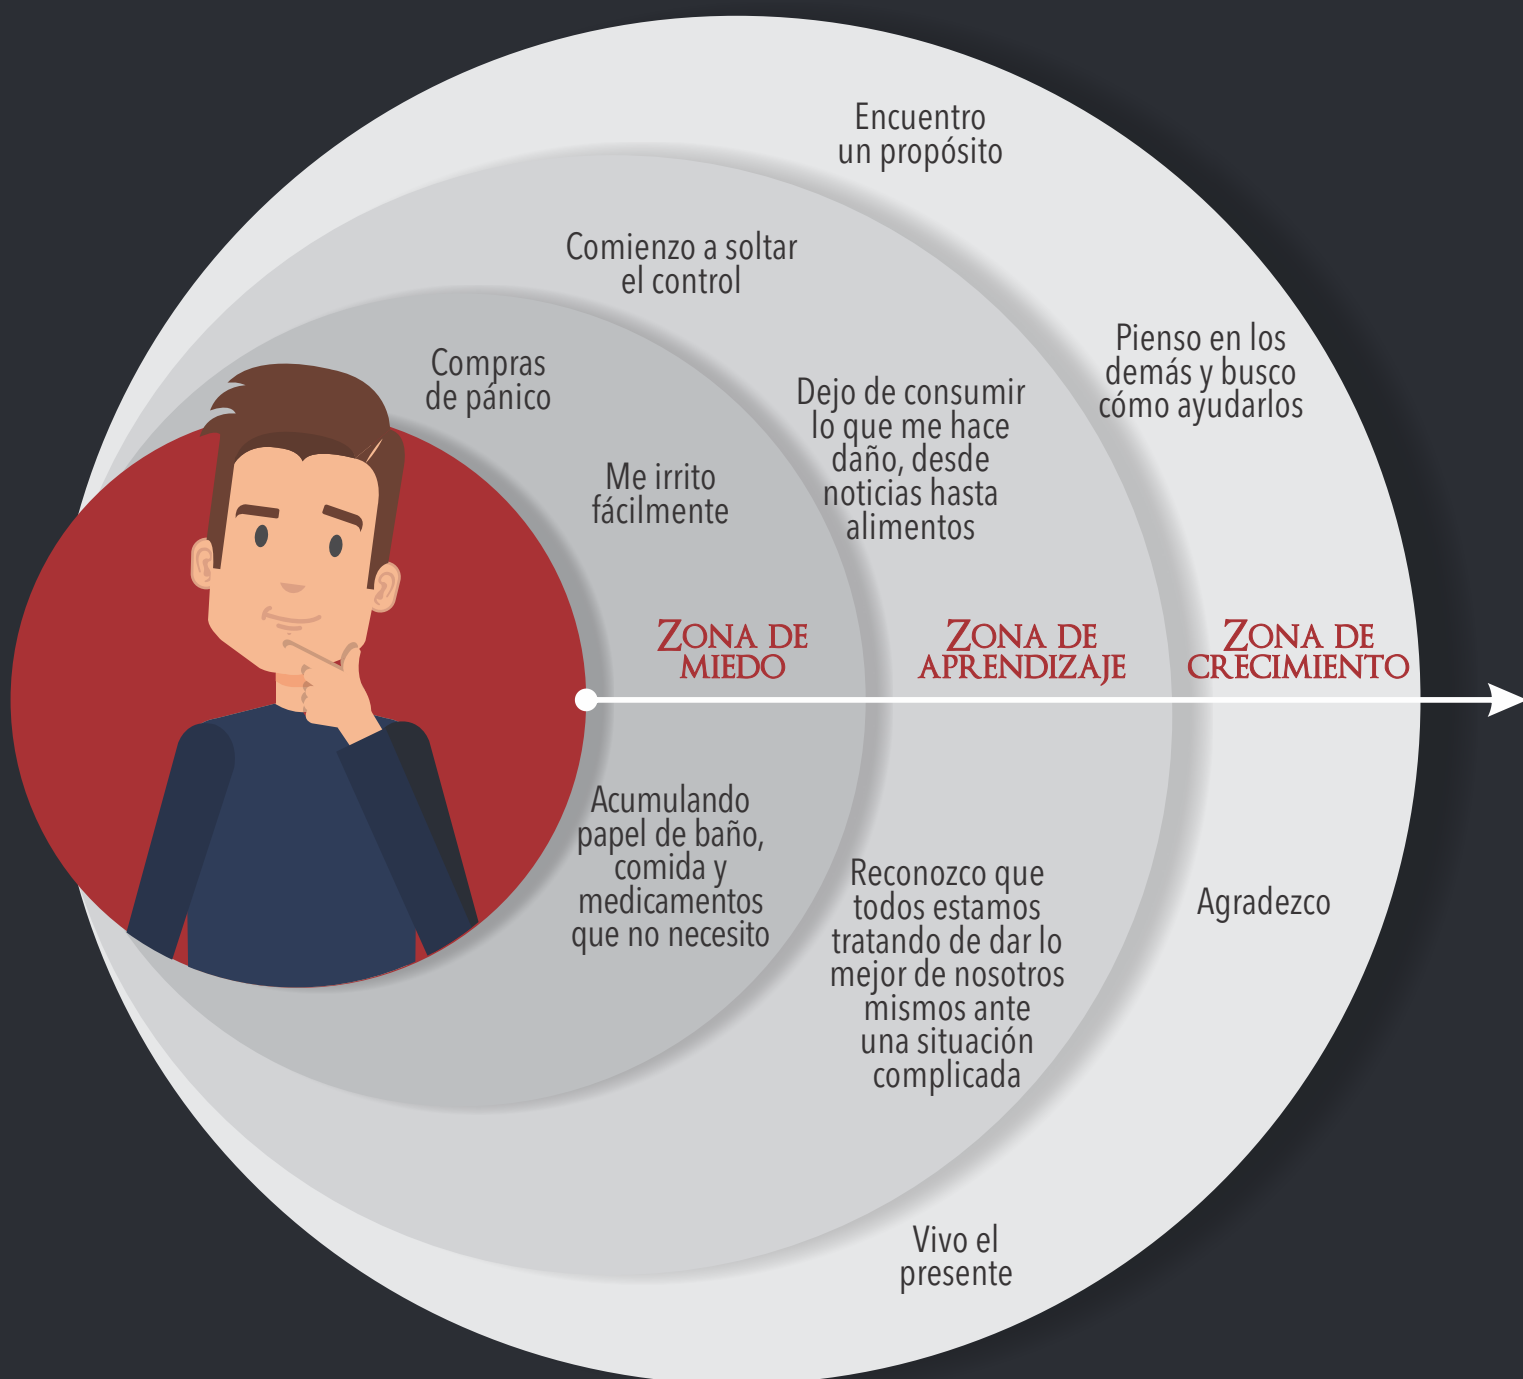 Encuentro
un propósito
Comienzo a soltar
el control
Pienso en los
demás y busco
cómo ayudarlos
Compras
de pánico
Dejo de consumir
lo que me hace
daño, desde
noticias hasta
alimentos
Me irrito
fácilmente
ZONA DE
MIEDO
ZONA DE
APRENDIZAJE
ZONA DE
CRECIMIENTO
Acumulando
papel de baño,
comida y
medicamentos
que no necesito
Reconozco que
todos estamos
tratando de dar lo
mejor de nosotros
mismos ante
una situación
complicada
Agradezco
Vivo el
presente